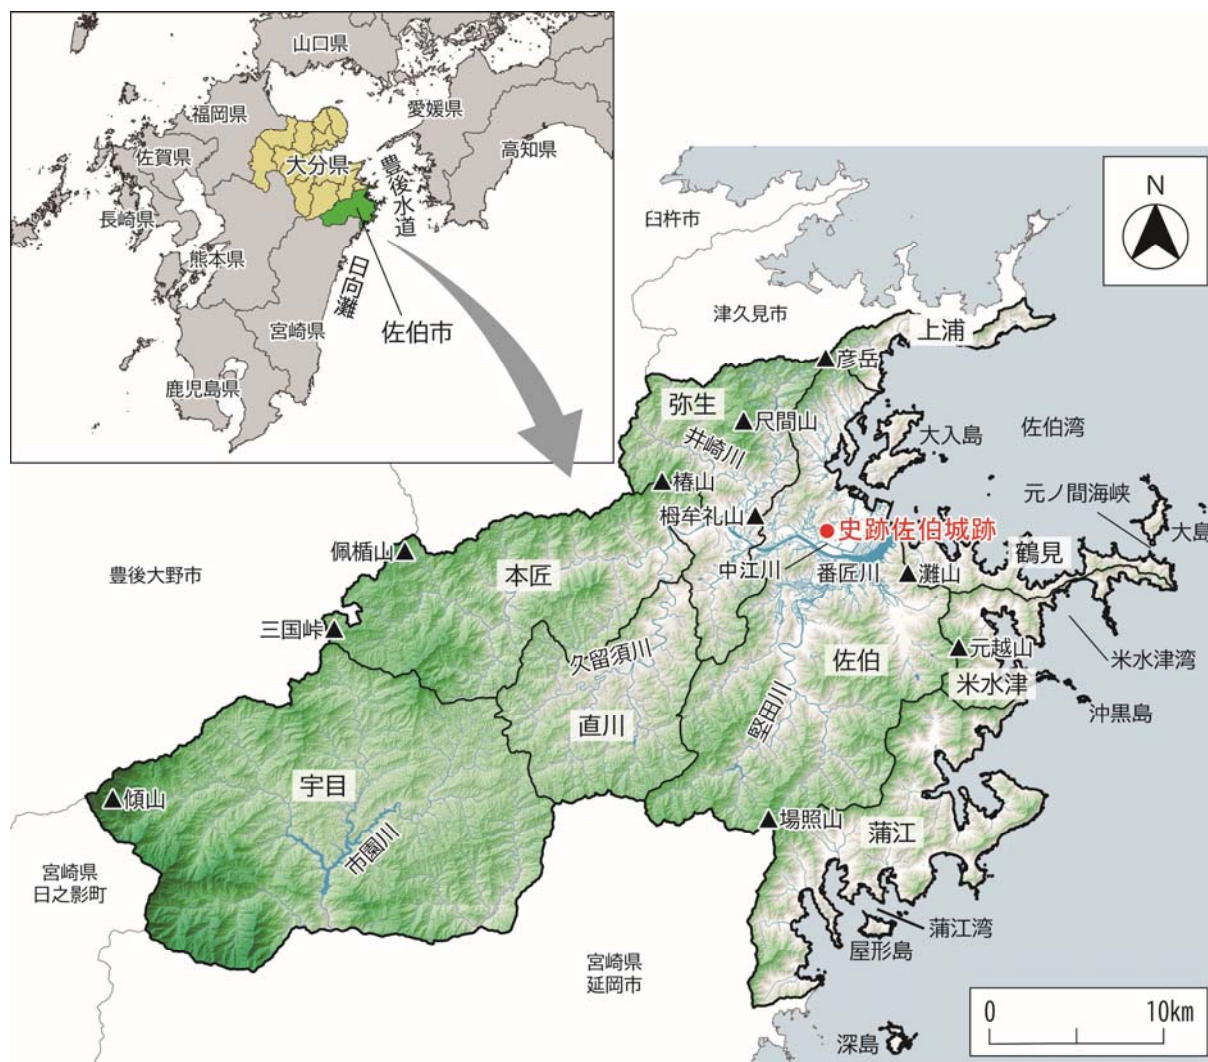 山口県
福岡県
愛媛県
佐賀県
大分県
高知県
豊後水道
長崎県
熊本県
日向灘
宮崎県
佐伯市
鹿児島県
N
臼杵市
津久見市
上浦
彦岳
弥生
尺間山
大入島
佐伯湾
井崎川
椿山
元ノ間海峡
栂牟礼山
史跡佐伯城跡
大島
佩楯山
鶴見
豊後大野市
本匠
中江川
番匠川
灘山
三国峠
久留須川
佐伯
元越山
米水津湾
米水津
堅田川
沖黒島
直川
宇目
傾山
場照山
蒲江
市園川
宮崎県
日之影町
蒲江湾
屋形島
宮崎県
延岡市
0
10km
深島